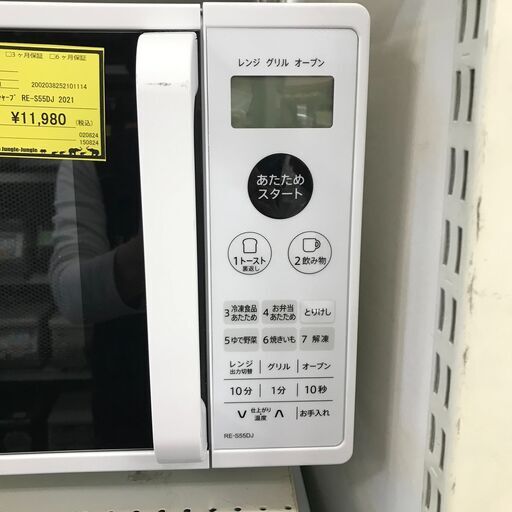 □3ヶ月保証 □6ヶ月保証
2002038252101114
RE-S55DJ 2021
¥11,980 (税込)
020824
150824
Jungle-Jungle
レンジ グリル オーブン
あたため
スタート
1トースト
裏返し
2飲み物
3 冷凍食品 あたため
4 お弁当 あたため
とりけし
5ゆで野菜
6焼きいも
7 解凍
レンジ 出力切替
グリル
オーブン
10分
1分
10秒
∨ 仕上がり 温度 ∧
お手入れ
RE-S55DJ